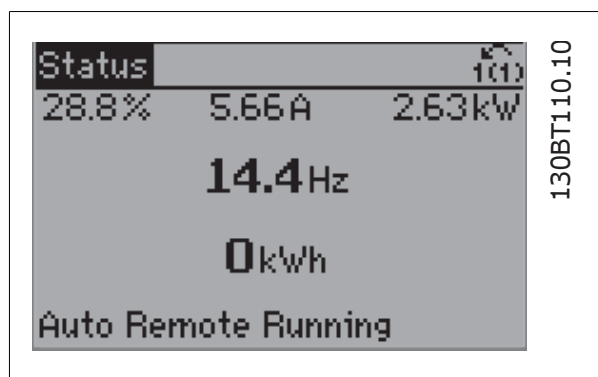 Status 1(1)
28.8% 5.66A 2.63kW
14.4Hz
0kWh
Auto Remote Running
130BT110.10